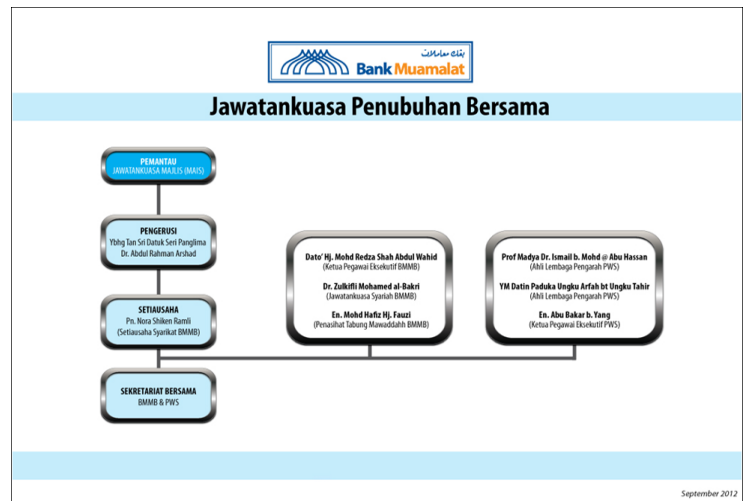 بنك معاملات
Bank Muamalat
Jawatankuasa Penubuhan Bersama
PEMANTAU
JAWATANKUASA MAJLIS (MAIS)
PENGERUSI
Ybhg Tan Sri Datuk Seri Panglima
Dr. Abdul Rahman Arshad
SETIAUSAHA
Pn. Nora Shiken Ramli
(Setiausaha Syarikat BMMB)
SEKRETARIAT BERSAMA
BMMB & PWS
Dato' Hj. Mohd Redza Shah Abdul Wahid
(Ketua Pegawai Eksekutif BMMB)
Dr. Zulkifli Mohamed al-Bakri
(Jawatankuasa Syariah BMMB)
En. Mohd Hafiz Hj. Fauzi
(Penasihat Tabung Mawaddahh BMMB)
Prof Madya Dr. Ismail b. Mohd @ Abu Hassan
(Ahli Lembaga Pengarah PWS)
YM Datin Paduka Ungku Arfah bt Ungku Tahir
(Ahli Lembaga Pengarah PWS)
En. Abu Bakar b. Yang
(Ketua Pegawai Eksekutif PWS)
September 2012